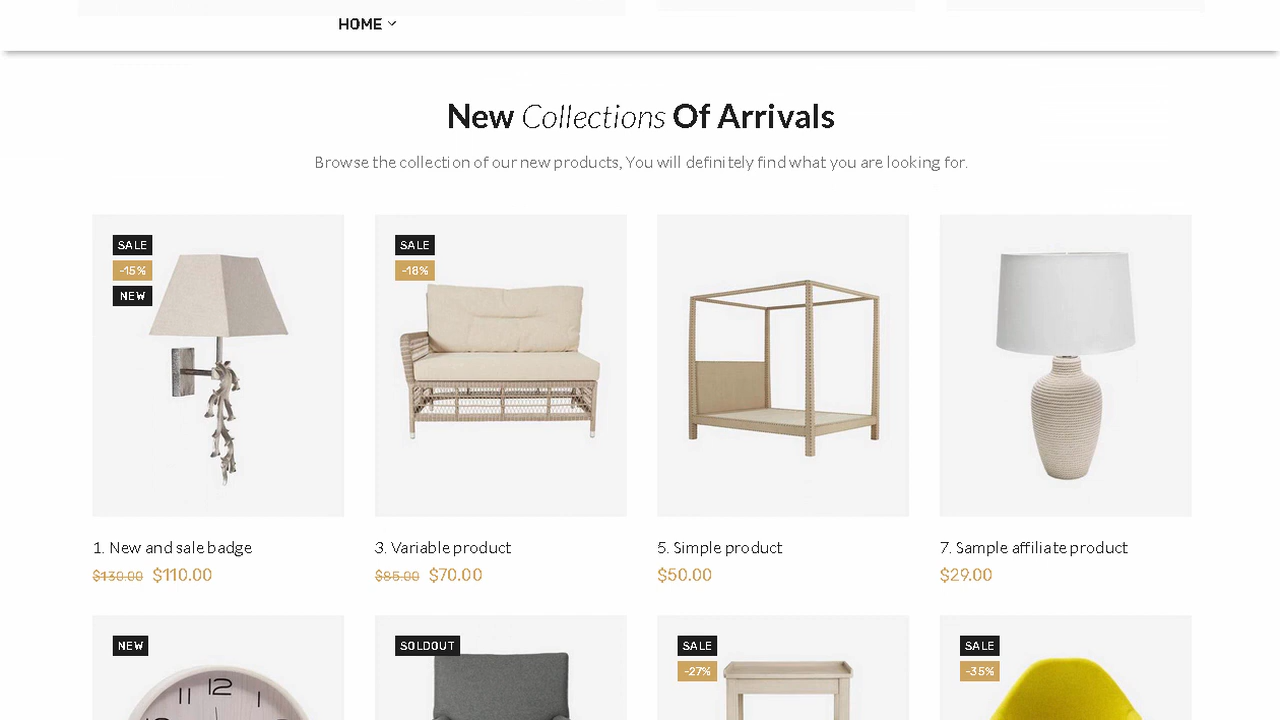 HOME
New Collections Of Arrivals
Browse the collection of our new products, You will definitely find what you are looking for.
SALE
-15%
NEW
SALE
-18%
1. New and sale badge
$130.00 $110.00
3. Variable product
$85.00 $70.00
5. Simple product
$50.00
7. Sample affiliate product
$29.00
NEW
11 12 1
SOLDOUT
SALE
-27%
SALE
-35%